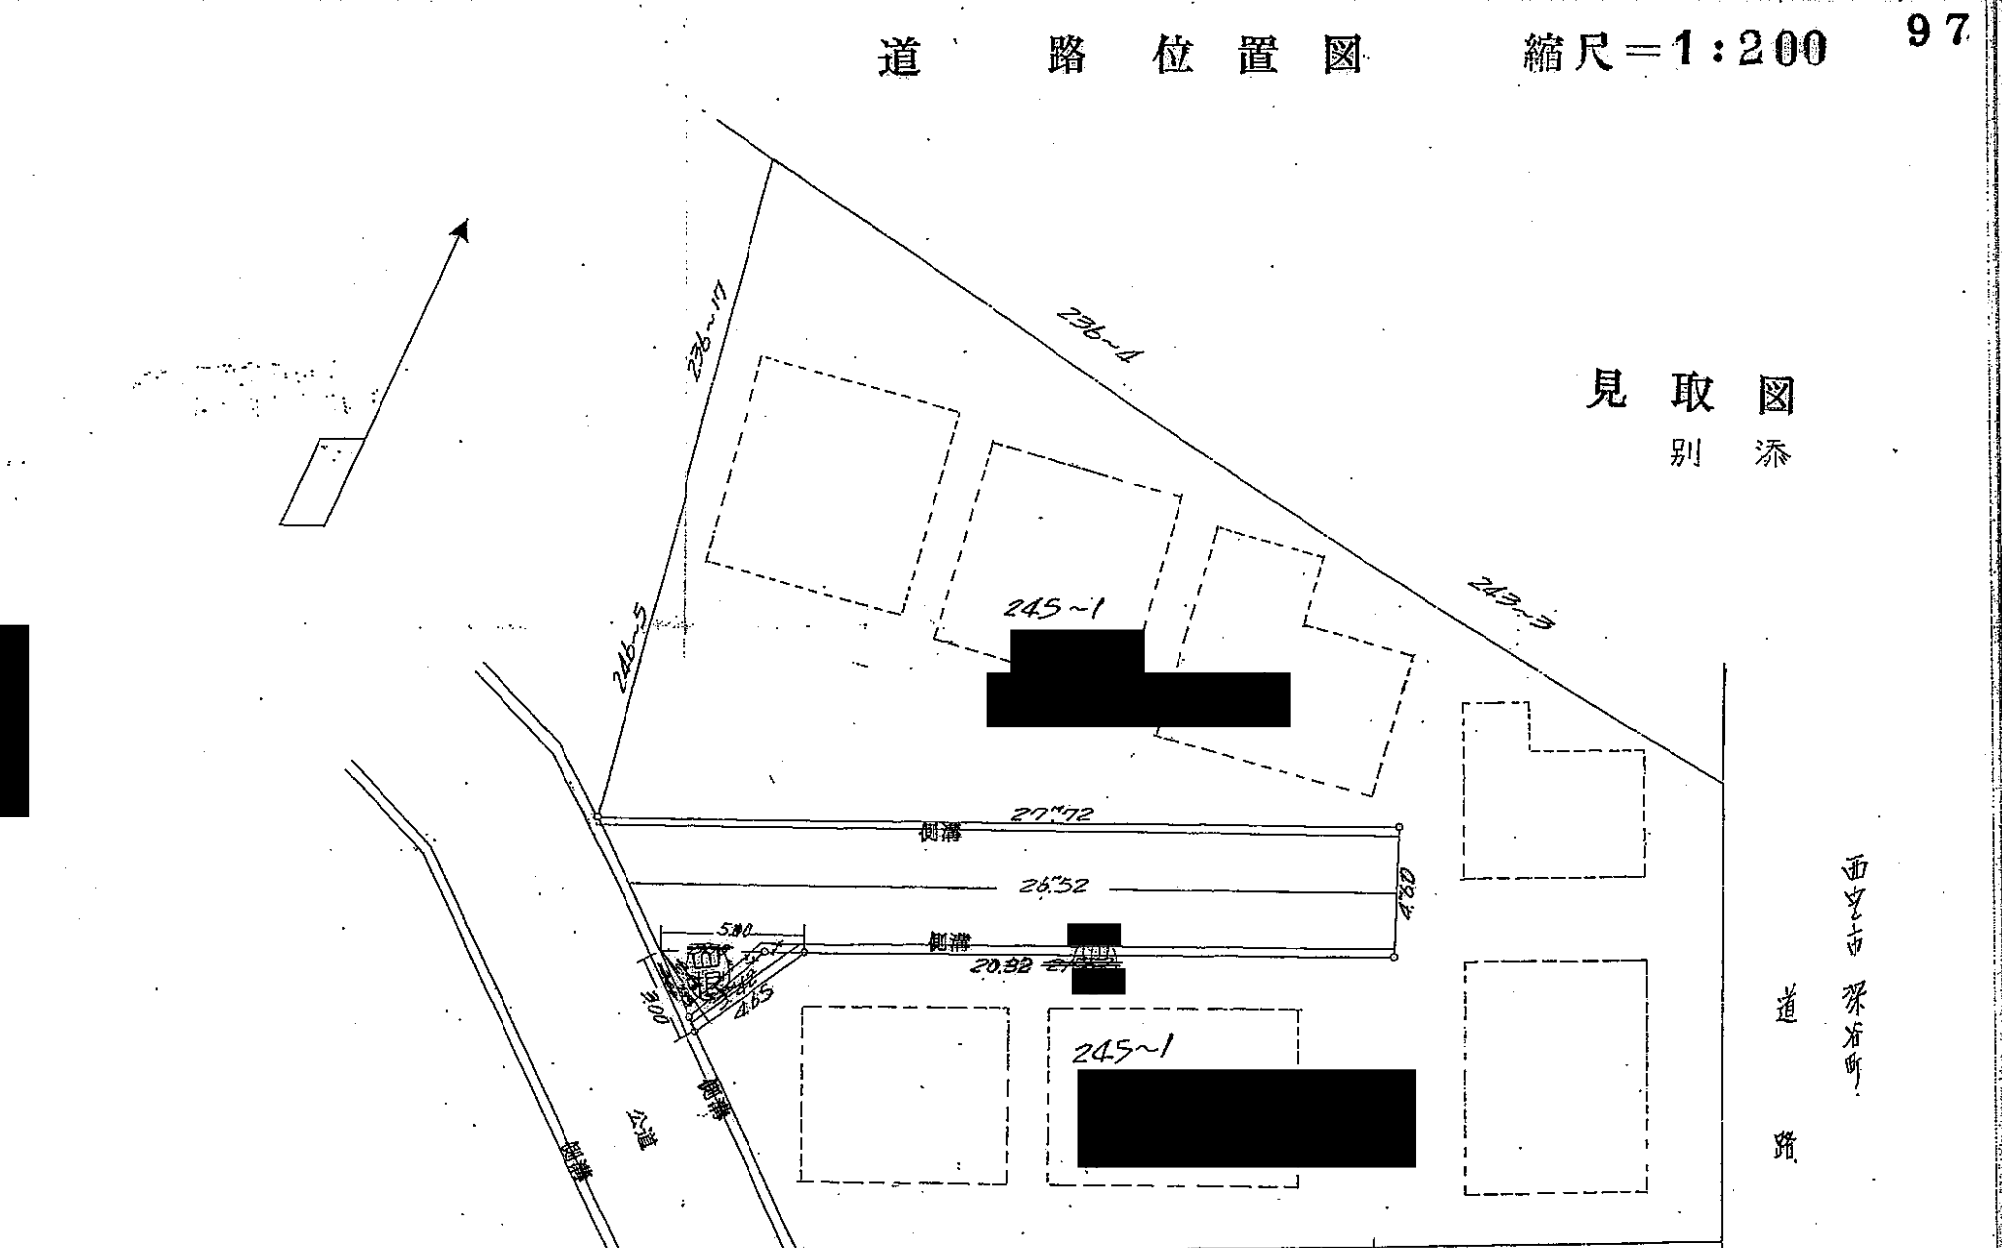 道路位置図 縮尺=1:200
97
236~17
236~4
見取図
別添
243~3
245~1
246~5
27.72
側溝
26.52
4.80
5.00
側溝
20.92
4.65
3.00
245~1
側溝
公道
側溝
西宮市 深谷町
道路